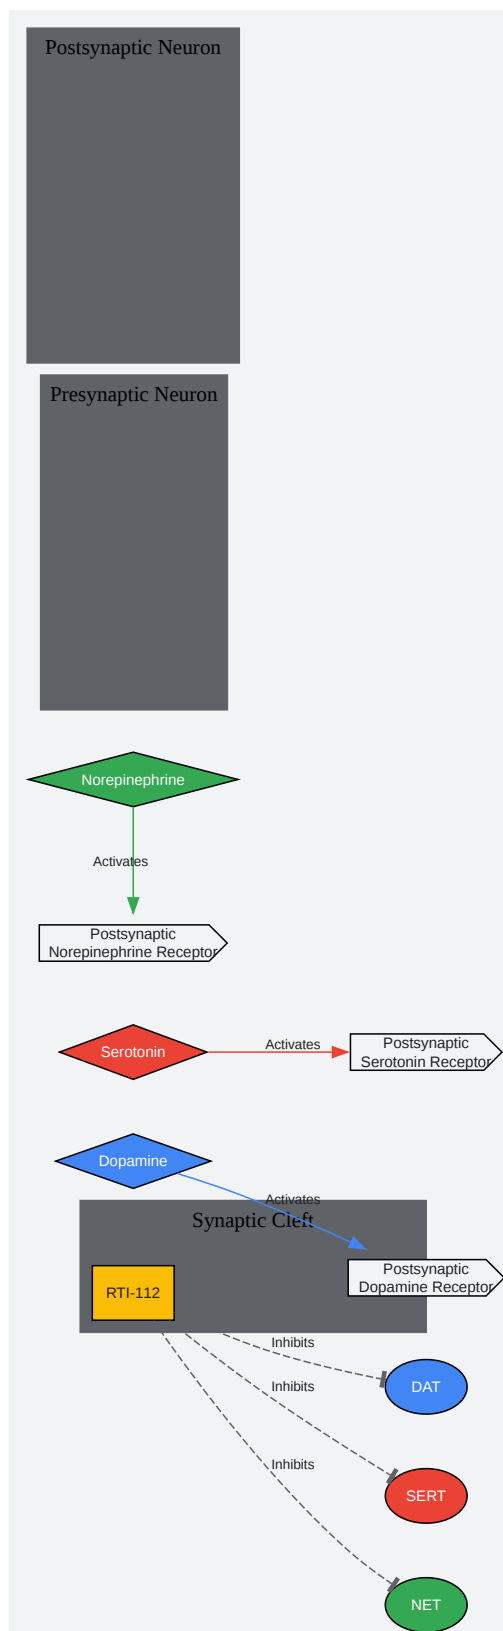 Postsynaptic Neuron
Presynaptic Neuron
Norepinephrine
Activates
Postsynaptic
Norepinephrine Receptor
Serotonin
Activates
Postsynaptic
Serotonin Receptor
Dopamine
Activates
Synaptic Cleft
Postsynaptic
Dopamine Receptor
RTI-112
Inhibits
DAT
Inhibits
Inhibits
SERT
NET